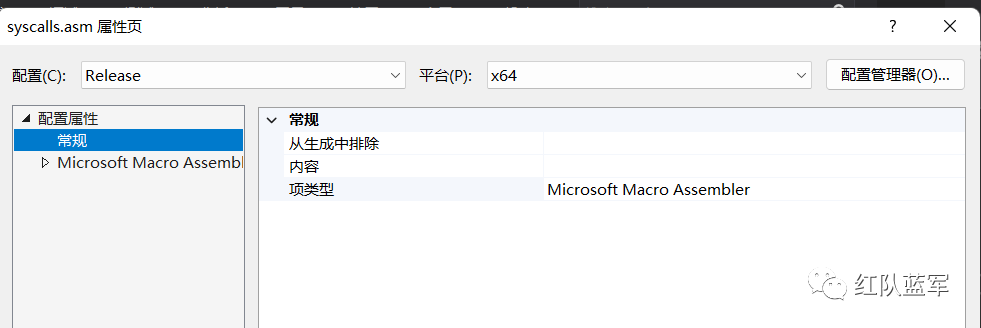 syscalls.asm 属性页
?
配置(C): Release 平台(P): x64 配置管理器(O)...
配置属性
常规
Microsoft Macro Assembl
常规
从生成中排除
内容
项类型 Microsoft Macro Assembler
红队蓝军